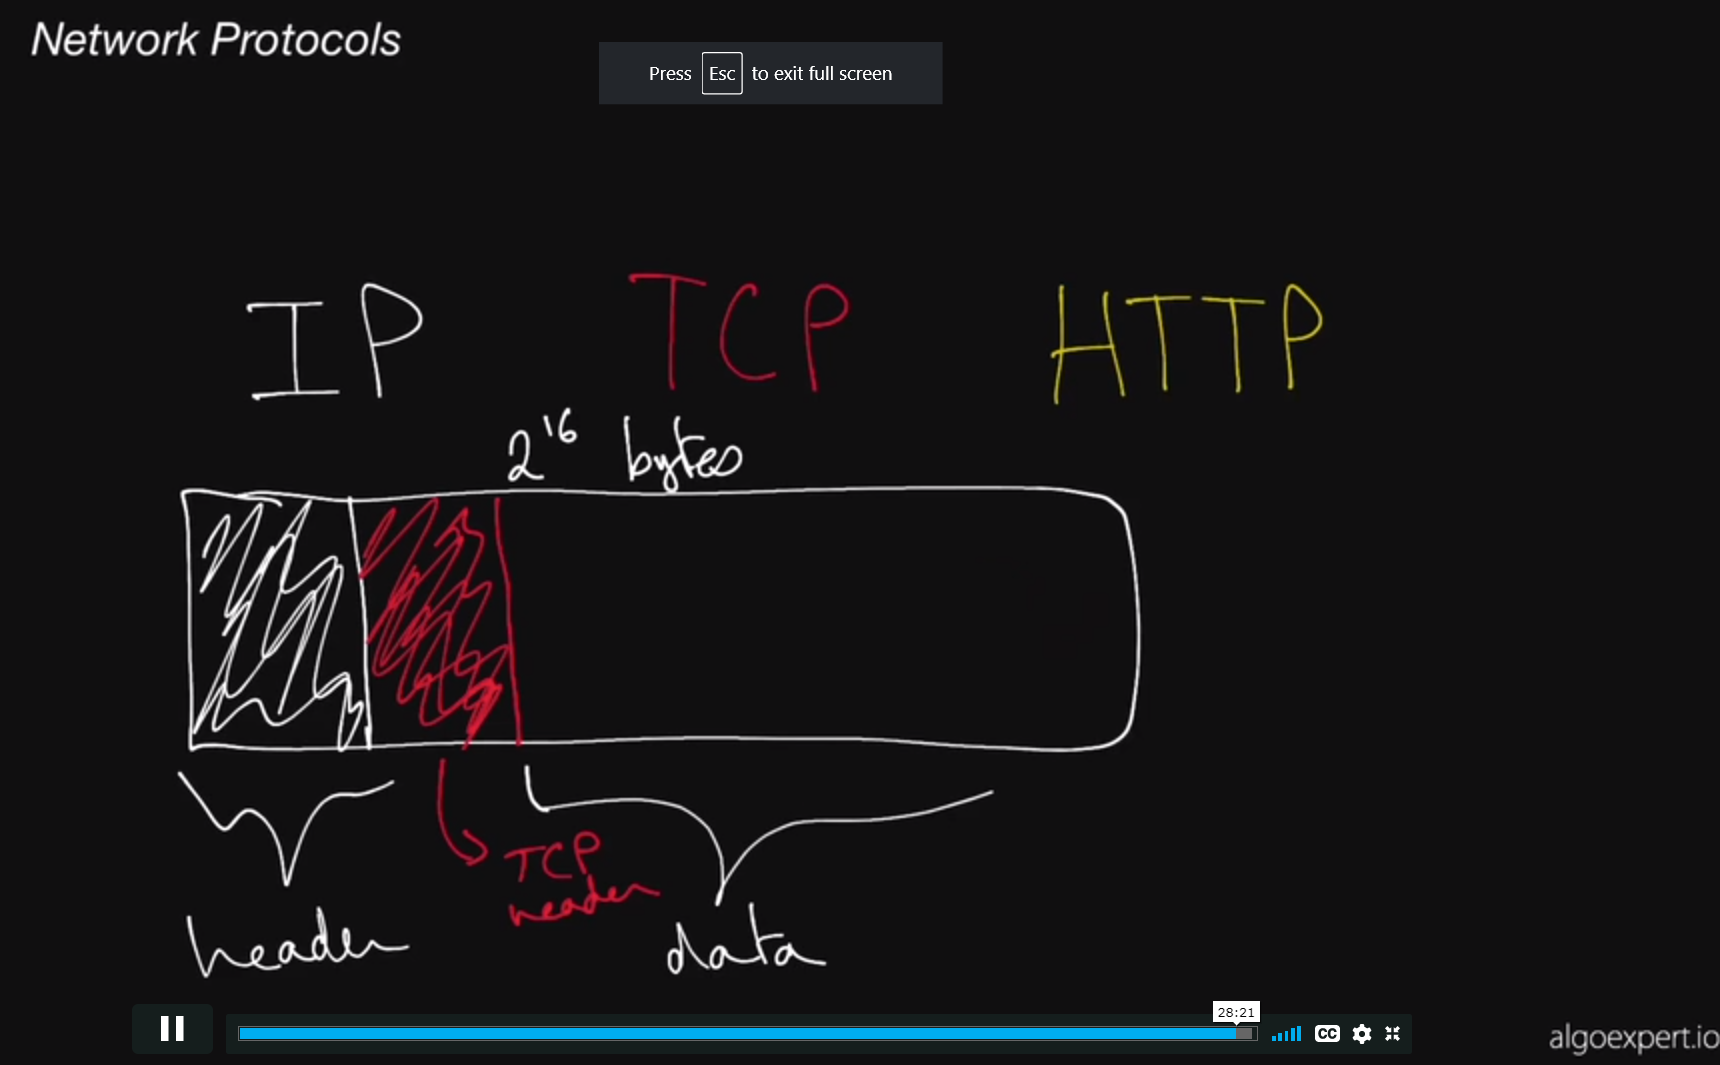 Network Protocols
Press Esc to exit full screen
IP TCP HTTP
2^16 bytes
TCP
header
header data
28:21
CC
algoexpert.io